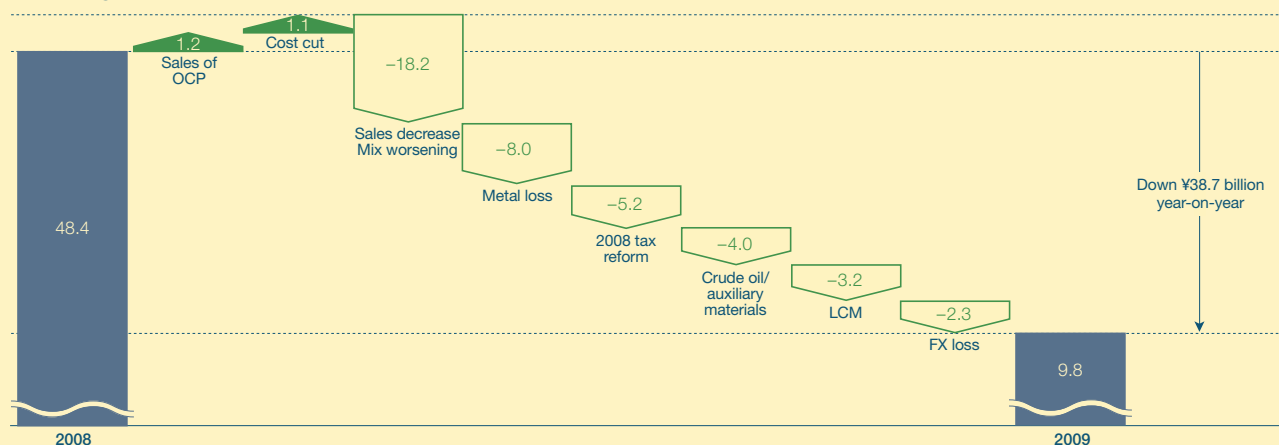 1.2
Sales of
OCP
1.1
Cost cut
–18.2
Sales decrease
Mix worsening
–8.0
Metal loss
–5.2
2008 tax
reform
–4.0
Crude oil/
auxiliary
materials
–3.2
LCM
–2.3
FX loss
Down ¥38.7 billion
year-on-year
48.4
9.8
2008
2009